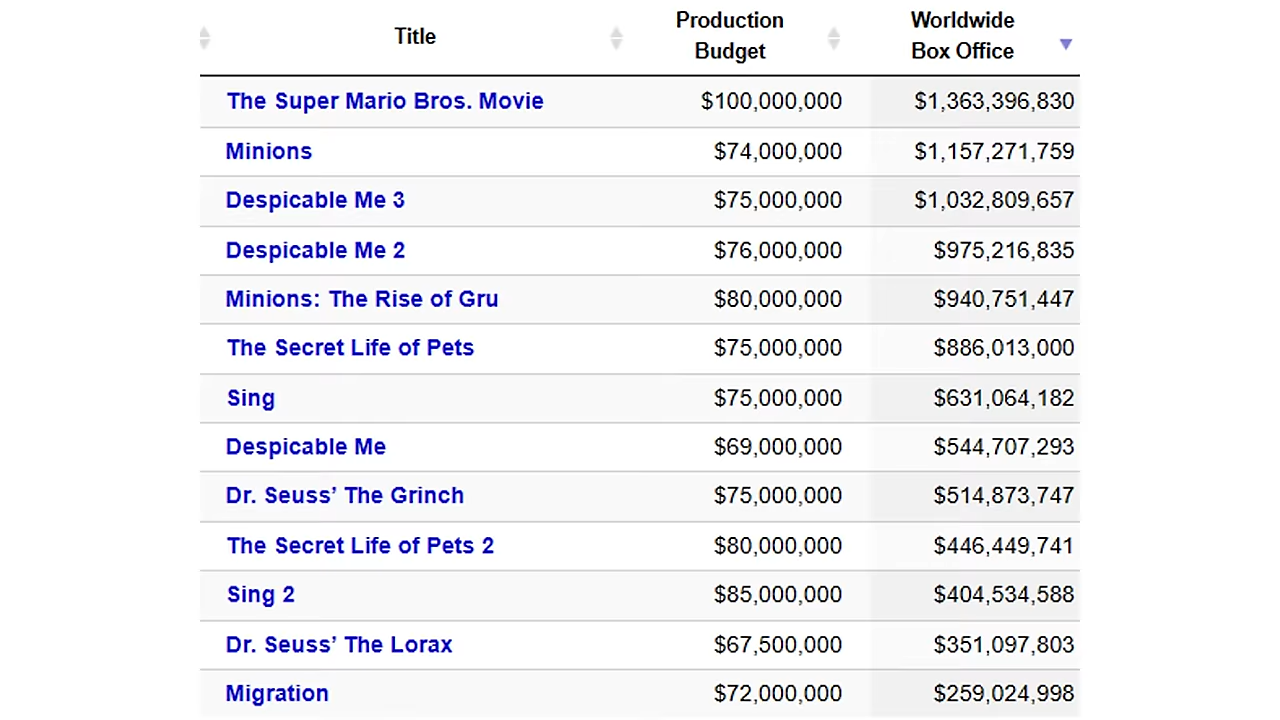 Title Production Budget Worldwide Box Office
The Super Mario Bros. Movie $100,000,000 $1,363,396,830
Minions $74,000,000 $1,157,271,759
Despicable Me 3 $75,000,000 $1,032,809,657
Despicable Me 2 $76,000,000 $975,216,835
Minions: The Rise of Gru $80,000,000 $940,751,447
The Secret Life of Pets $75,000,000 $886,013,000
Sing $75,000,000 $631,064,182
Despicable Me $69,000,000 $544,707,293
Dr. Seuss’ The Grinch $75,000,000 $514,873,747
The Secret Life of Pets 2 $80,000,000 $446,449,741
Sing 2 $85,000,000 $404,534,588
Dr. Seuss’ The Lorax $67,500,000 $351,097,803
Migration $72,000,000 $259,024,998